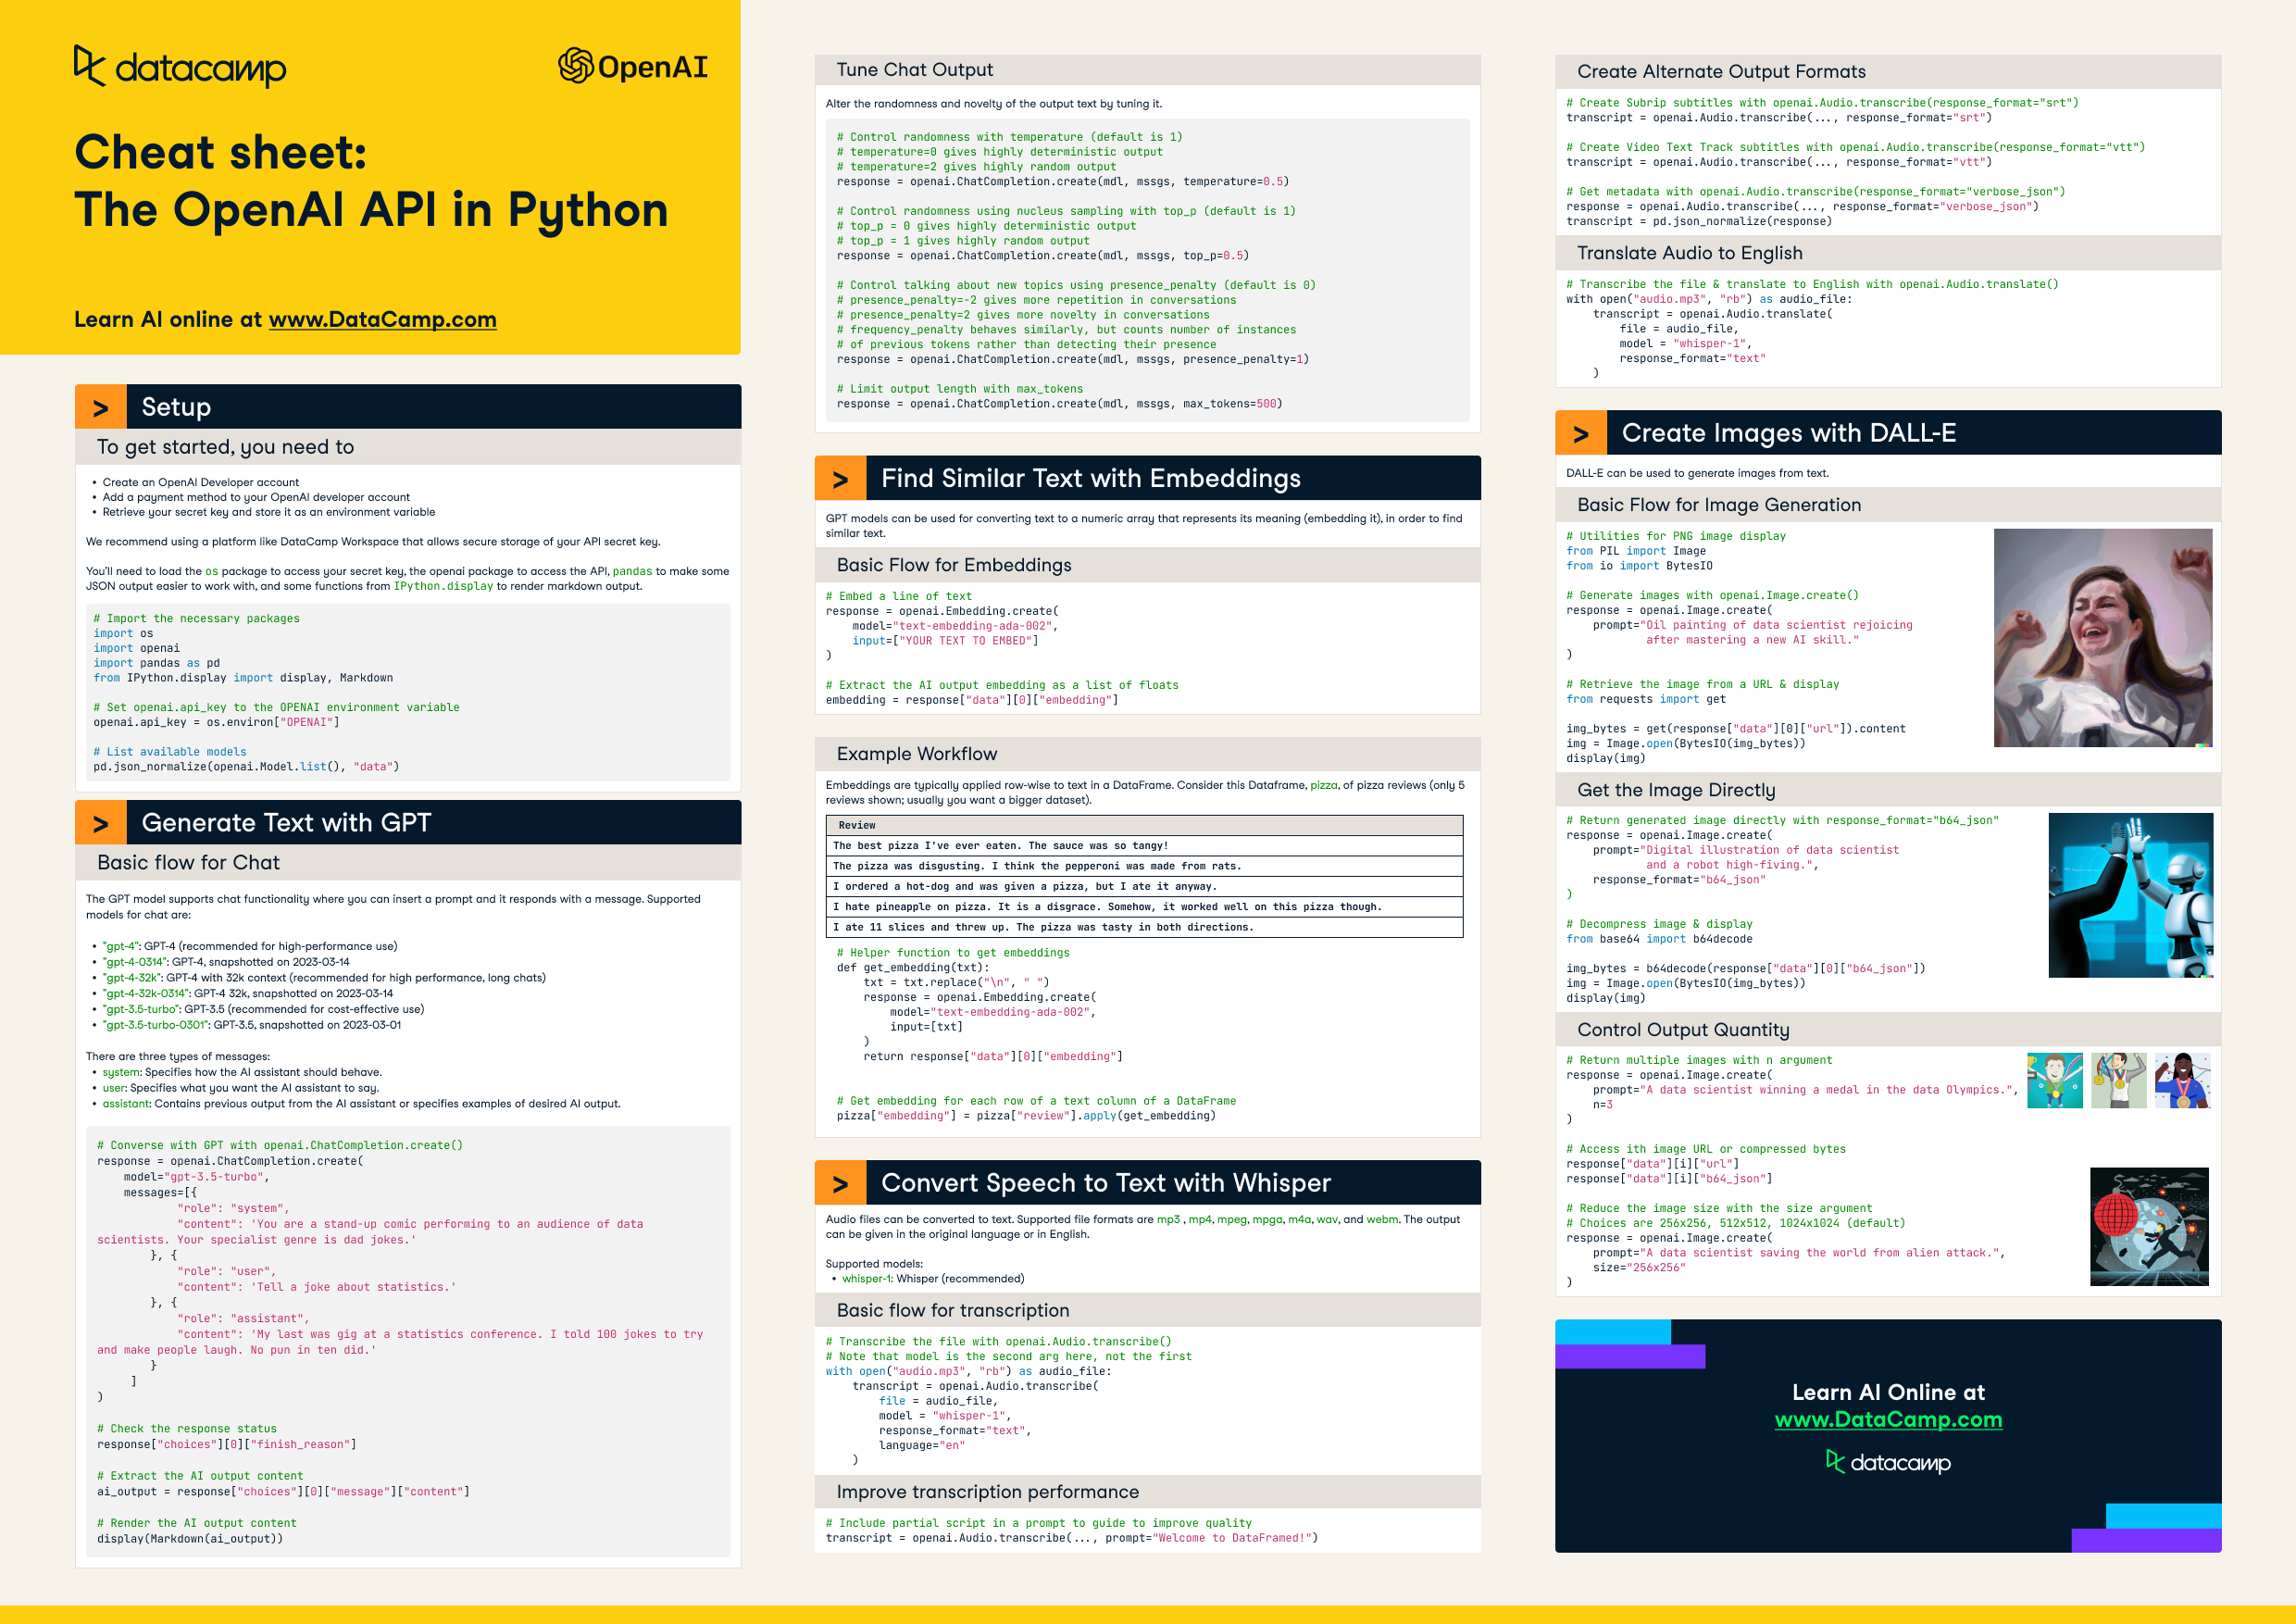 datacamp
OpenAI
Cheat sheet:
The OpenAI API in Python
Learn AI online at www.DataCamp.com
> Setup
To get started, you need to
• Create an OpenAI Developer account
• Add a payment method to your OpenAI developer account
• Retrieve your secret key and store it as an environment variable
We recommend using a platform like DataCamp Workspace that allows secure storage of your API secret key.
You'll need to load the os package to access your secret key, the openai package to access the API, pandas to make some
JSON output easier to work with, and some functions from IPython.display to render markdown output.
# Import the necessary packages
import os
import openai
import pandas as pd
from IPython.display import display, Markdown
# Set openai.api_key to the OPENAI environment variable
openai.api_key = os.environ["OPENAI"]
# List available models
pd.json_normalize(openai.Model.list(), "data")
> Generate Text with GPT
Basic flow for Chat
The GPT model supports chat functionality where you can insert a prompt and it responds with a message. Supported
models for chat are:
• "gpt-4": GPT-4 (recommended for high-performance use)
• "gpt-4-0314": GPT-4, snapshotted on 2023-03-14
• "gpt-4-32k": GPT-4 with 32k context (recommended for high performance, long chats)
• "gpt-4-32k-0314": GPT-4 32k, snapshotted on 2023-03-14
• "gpt-3.5-turbo": GPT-3.5 (recommended for cost-effective use)
• "gpt-3.5-turbo-0301": GPT-3.5, snapshotted on 2023-03-01
There are three types of messages:
• system: Specifies how the AI assistant should behave.
• user: Specifies what you want the AI assistant to say.
• assistant: Contains previous output from the AI assistant or specifies examples of desired AI output.
# Converse with GPT with openai.ChatCompletion.create()
response = openai.ChatCompletion.create(
    model="gpt-3.5-turbo",
    messages=[{
            "role": "system",
            "content": 'You are a stand-up comic performing to an audience of data
scientists. Your specialist genre is dad jokes.'
        }, {
            "role": "user",
            "content": 'Tell a joke about statistics.'
        }, {
            "role": "assistant",
            "content": 'My last was gig at a statistics conference. I told 100 jokes to try
and make people laugh. No pun in ten did.'
        }
     ]
)
# Check the response status
response["choices"][0]["finish_reason"]
# Extract the AI output content
ai_output = response["choices"][0]["message"]["content"]
# Render the AI output content
display(Markdown(ai_output))
Tune Chat Output
Alter the randomness and novelty of the output text by tuning it.
# Control randomness with temperature (default is 1)
# temperature=0 gives highly deterministic output
# temperature=2 gives highly random output
response = openai.ChatCompletion.create(mdl, mssgs, temperature=0.5)
# Control randomness using nucleus sampling with top_p (default is 1)
# top_p = 0 gives highly deterministic output
# top_p = 1 gives highly random output
response = openai.ChatCompletion.create(mdl, mssgs, top_p=0.5)
# Control talking about new topics using presence_penalty (default is 0)
# presence_penalty=-2 gives more repetition in conversations
# presence_penalty=2 gives more novelty in conversations
# frequency_penalty behaves similarly, but counts number of instances
# of previous tokens rather than detecting their presence
response = openai.ChatCompletion.create(mdl, mssgs, presence_penalty=1)
# Limit output length with max_tokens
response = openai.ChatCompletion.create(mdl, mssgs, max_tokens=500)
> Find Similar Text with Embeddings
GPT models can be used for converting text to a numeric array that represents its meaning (embedding it), in order to find
similar text.
Basic Flow for Embeddings
# Embed a line of text
response = openai.Embedding.create(
    model="text-embedding-ada-002",
    input=["YOUR TEXT TO EMBED"]
)
# Extract the AI output embedding as a list of floats
embedding = response["data"][0]["embedding"]
Example Workflow
Embeddings are typically applied row-wise to text in a DataFrame. Consider this Dataframe, pizza, of pizza reviews (only 5
reviews shown; usually you want a bigger dataset).
Review
The best pizza I've ever eaten. The sauce was so tangy!
The pizza was disgusting. I think the pepperoni was made from rats.
I ordered a hot-dog and was given a pizza, but I ate it anyway.
I hate pineapple on pizza. It is a disgrace. Somehow, it worked well on this pizza though.
I ate 11 slices and threw up. The pizza was tasty in both directions.
# Helper function to get embeddings
def get_embedding(txt):
    txt = txt.replace("\n", " ")
    response = openai.Embedding.create(
        model="text-embedding-ada-002",
        input=[txt]
    )
    return response["data"][0]["embedding"]
# Get embedding for each row of a text column of a DataFrame
pizza["embedding"] = pizza["review"].apply(get_embedding)
> Convert Speech to Text with Whisper
Audio files can be converted to text. Supported file formats are mp3 , mp4, mpeg, mpga, m4a, wav, and webm. The output
can be given in the original language or in English.
Supported models:
• whisper-1: Whisper (recommended)
Basic flow for transcription
# Transcribe the file with openai.Audio.transcribe()
# Note that model is the second arg here, not the first
with open("audio.mp3", "rb") as audio_file:
    transcript = openai.Audio.transcribe(
        file = audio_file,
        model = "whisper-1",
        response_format="text",
        language="en"
    )
Improve transcription performance
# Include partial script in a prompt to guide to improve quality
transcript = openai.Audio.transcribe(..., prompt="Welcome to DataFramed!")
Create Alternate Output Formats
# Create Subrip subtitles with openai.Audio.transcribe(response_format="srt")
transcript = openai.Audio.transcribe(..., response_format="srt")
# Create Video Text Track subtitles with openai.Audio.transcribe(response_format="vtt")
transcript = openai.Audio.transcribe(..., response_format="vtt")
# Get metadata with openai.Audio.transcribe(response_format="verbose_json")
response = openai.Audio.transcribe(..., response_format="verbose_json")
transcript = pd.json_normalize(response)
Translate Audio to English
# Transcribe the file & translate to English with openai.Audio.translate()
with open("audio.mp3", "rb") as audio_file:
    transcript = openai.Audio.translate(
        file = audio_file,
        model = "whisper-1",
        response_format="text"
    )
> Create Images with DALL-E
DALL-E can be used to generate images from text.
Basic Flow for Image Generation
# Utilities for PNG image display
from PIL import Image
from io import BytesIO
# Generate images with openai.Image.create()
response = openai.Image.create(
    prompt="Oil painting of data scientist rejoicing
            after mastering a new AI skill."
)
# Retrieve the image from a URL & display
from requests import get
img_bytes = get(response["data"][0]["url"]).content
img = Image.open(BytesIO(img_bytes))
display(img)
Get the Image Directly
# Return generated image directly with response_format="b64_json"
response = openai.Image.create(
    prompt="Digital illustration of data scientist
            and a robot high-fiving.",
    response_format="b64_json"
)
# Decompress image & display
from base64 import b64decode
img_bytes = b64decode(response["data"][0]["b64_json"])
img = Image.open(BytesIO(img_bytes))
display(img)
Control Output Quantity
# Return multiple images with n argument
response = openai.Image.create(
    prompt="A data scientist winning a medal in the data Olympics.",
    n=3
)
# Access ith image URL or compressed bytes
response["data"][i]["url"]
response["data"][i]["b64_json"]
# Reduce the image size with the size argument
# Choices are 256x256, 512x512, 1024x1024 (default)
response = openai.Image.create(
    prompt="A data scientist saving the world from alien attack.",
    size="256x256"
)
Learn AI Online at
www.DataCamp.com
datacamp